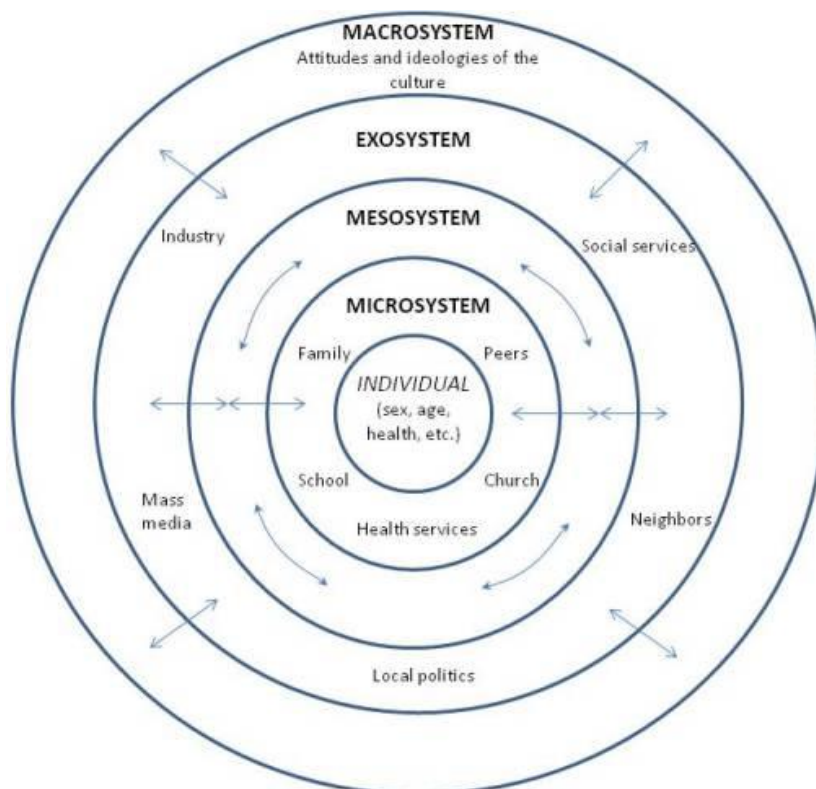 MACROSYSTEM
Attitudes and ideologies of the
culture
EXOSYSTEM
MESOSYSTEM
Industry
Social services
MICROSYSTEM
Family
Peers
INDIVIDUAL
(sex, age,
health, etc.)
School
Church
Mass
media
Health services
Neighbors
Local politics